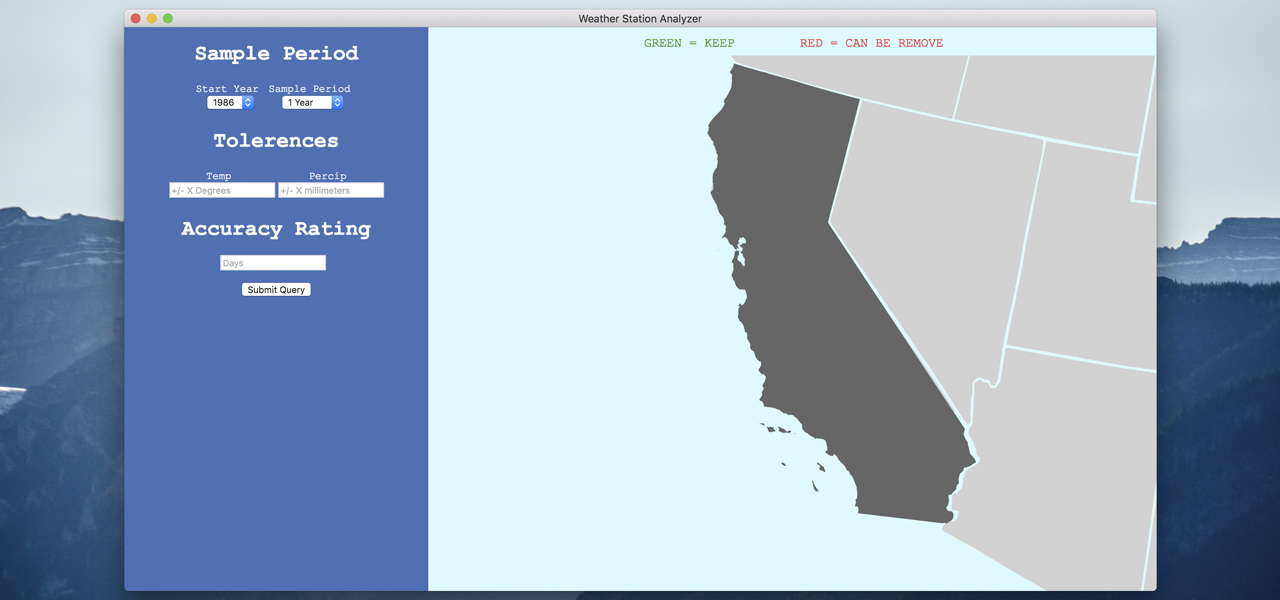 Weather Station Analyzer
GREEN = KEEP RED = CAN BE REMOVE
Sample Period
Start Year Sample Period
1986 1 Year
Tolerences
Temp Percip
+/- X Degrees +/- X millimeters
Accuracy Rating
Days
Submit Query